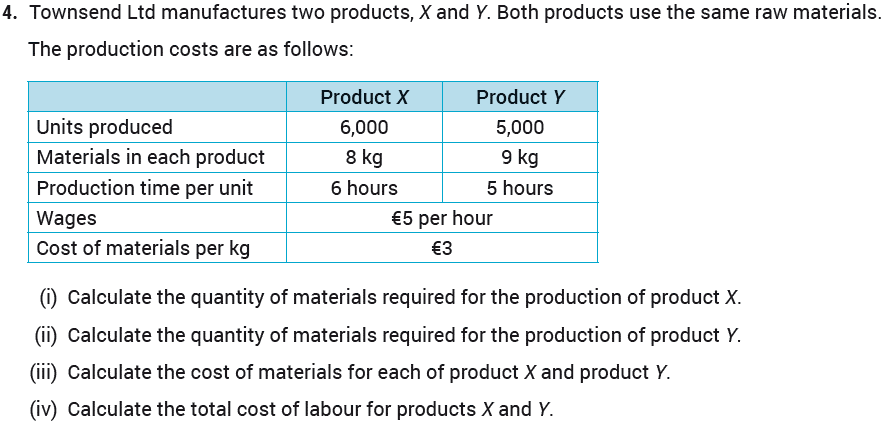 4. Townsend Ltd manufactures two products, X and Y. Both products use the same raw materials.
The production costs are as follows:
Product X Product Y
Units produced 6,000 5,000
Materials in each product 8 kg 9 kg
Production time per unit 6 hours 5 hours
Wages €5 per hour
Cost of materials per kg €3
(i) Calculate the quantity of materials required for the production of product X.
(ii) Calculate the quantity of materials required for the production of product Y.
(iii) Calculate the cost of materials for each of product X and product Y.
(iv) Calculate the total cost of labour for products X and Y.